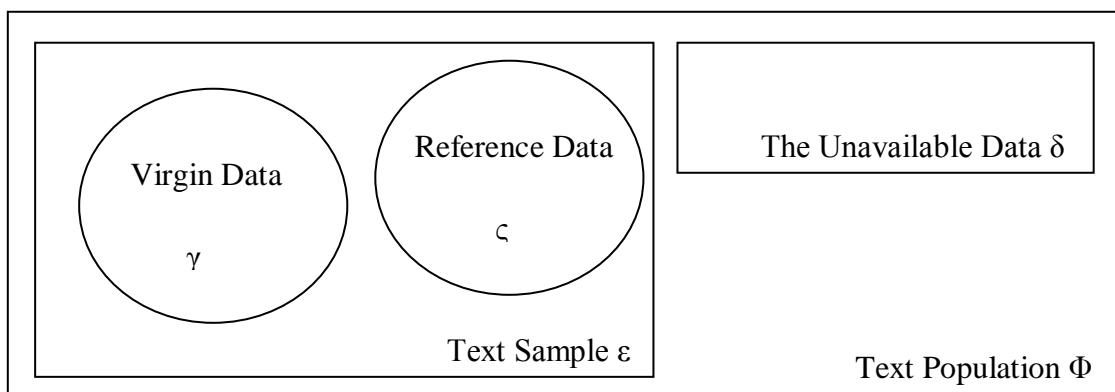 Virgin Data
γ
Reference Data
ς
Text Sample ε
The Unavailable Data δ
Text Population Φ